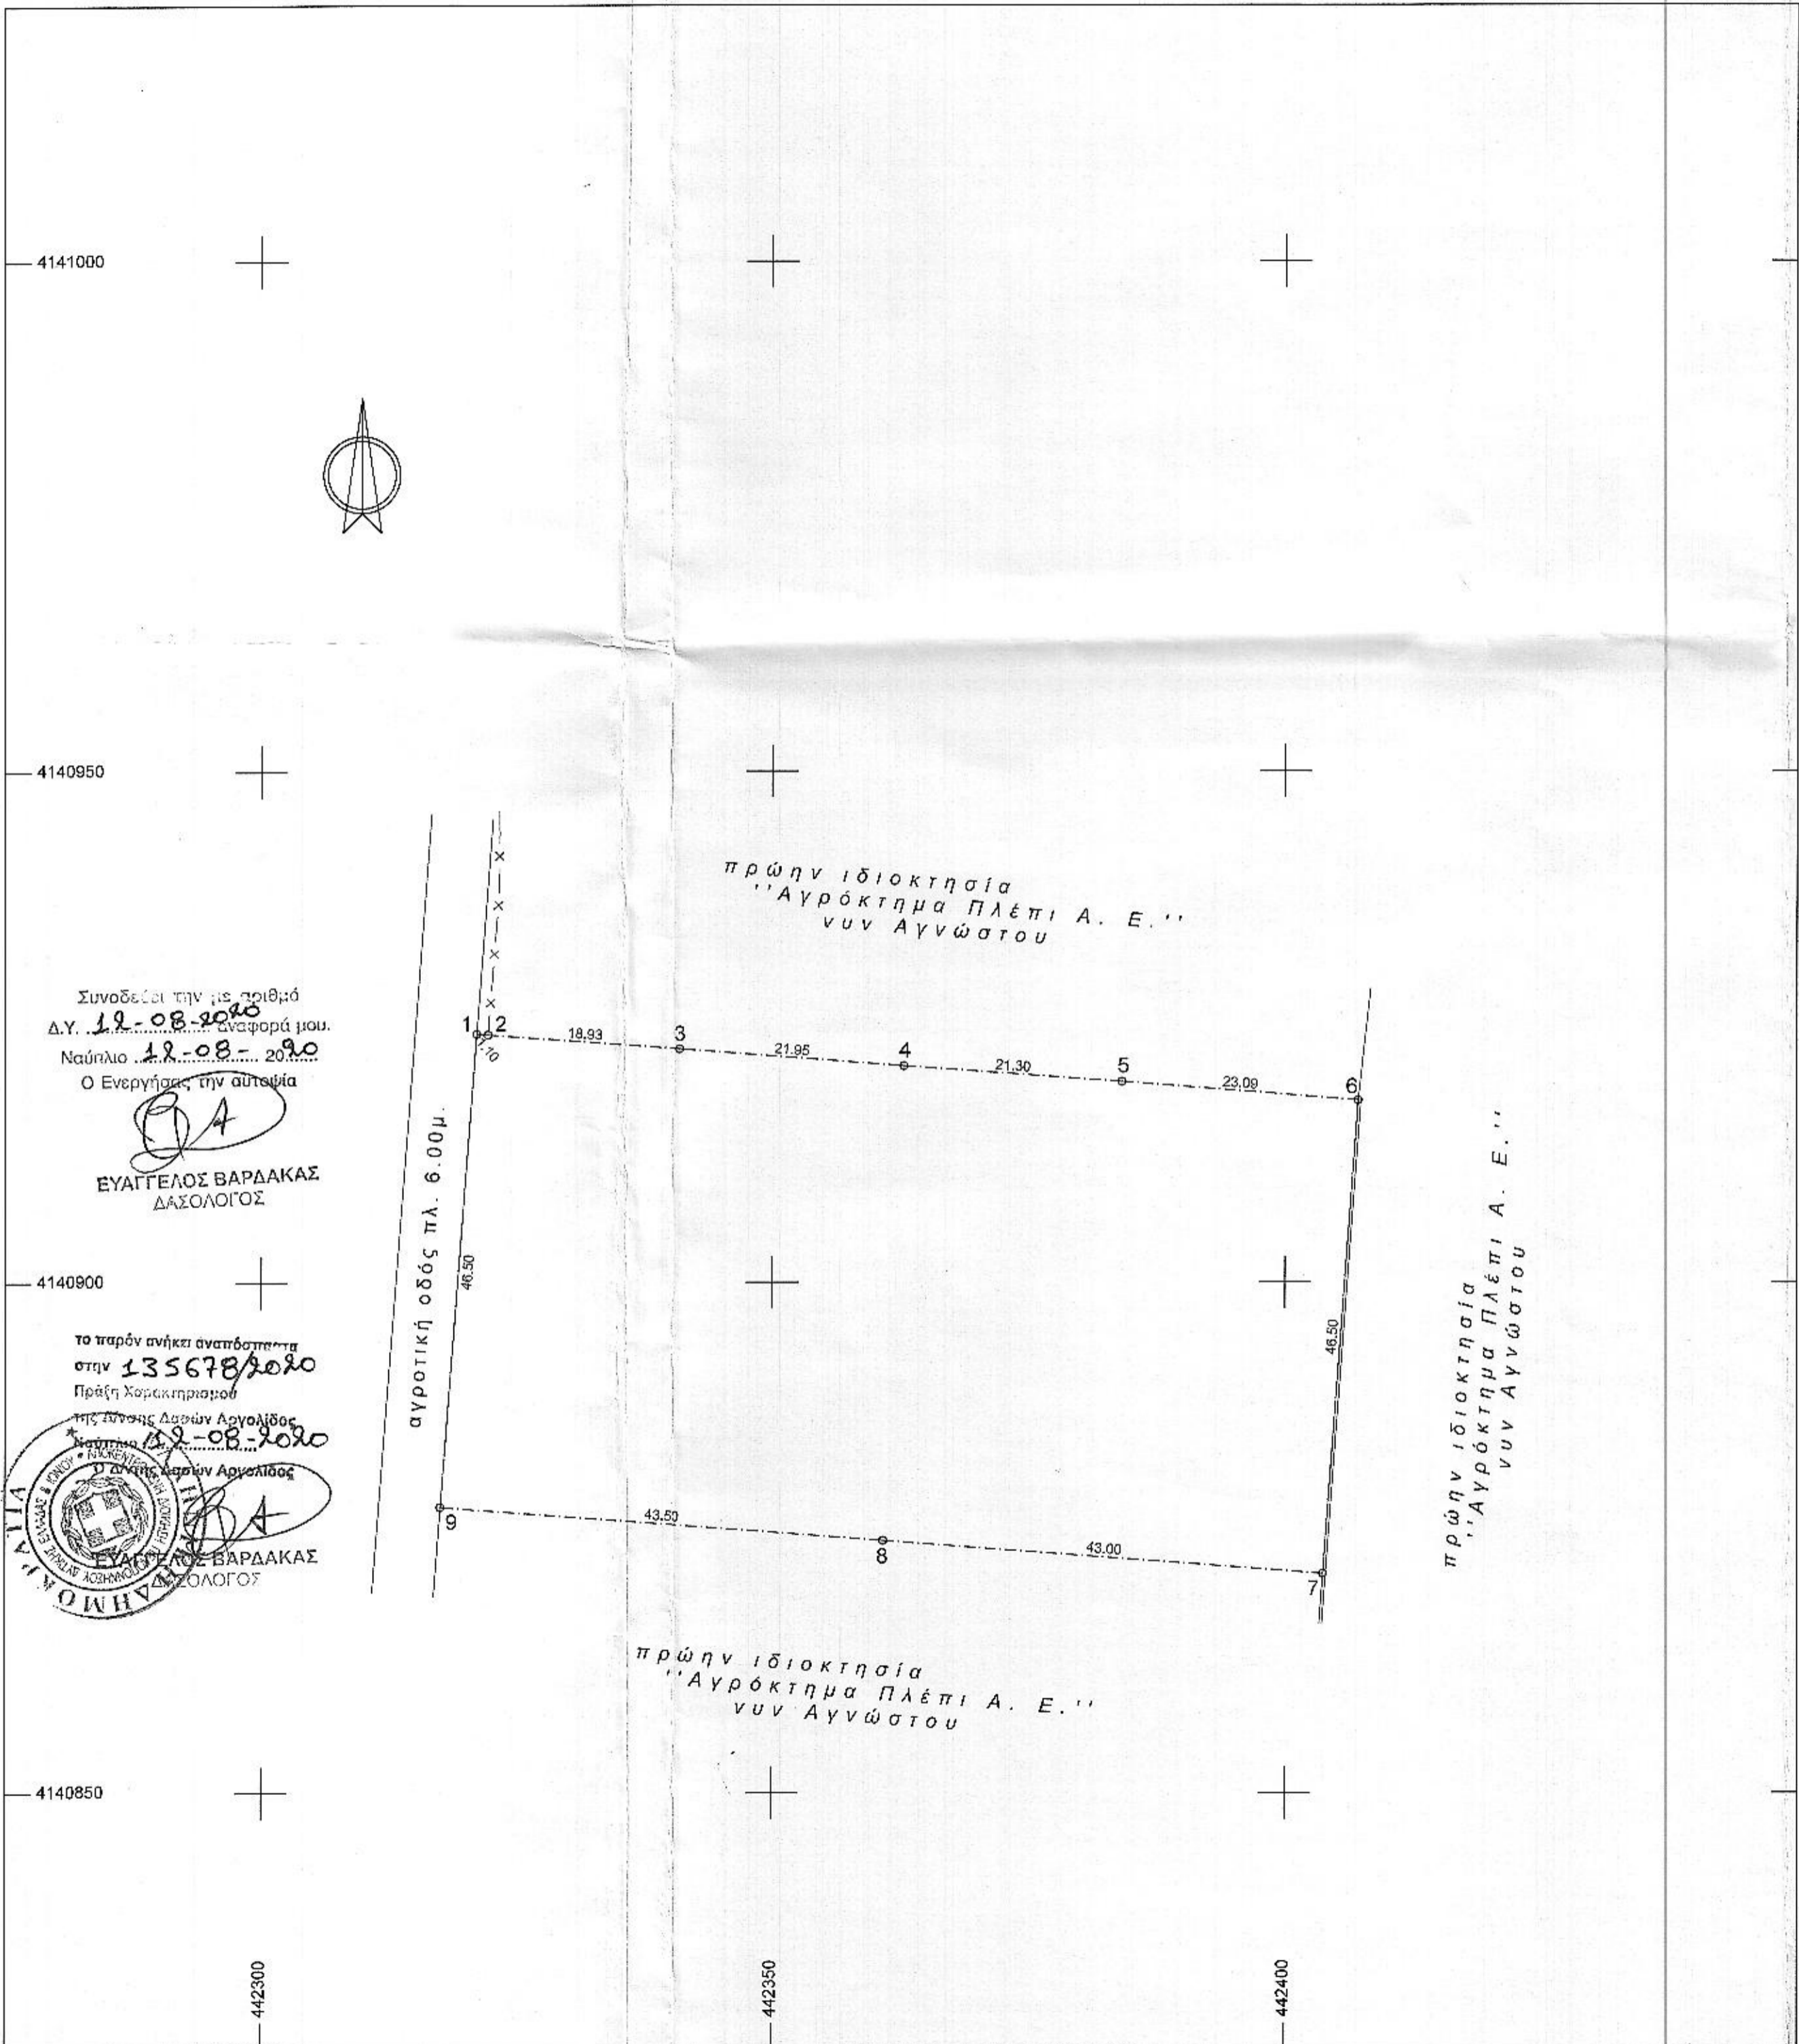 4141000
4140950
πρώην ιδιοκτησία
''Αγρόκτημα Πλέπι Α. Ε.''
νυν Αγνώστου
Συνοδεύει την με αριθμό
Δ.Υ. 12-08-2020 αναφορά μου.
Ναύπλιο 12-08- 2020
Ο Ενεργήσας την αυτοψία
ΕΥΑΓΓΕΛΟΣ ΒΑΡΔΑΚΑΣ
ΔΑΣΟΛΟΓΟΣ
1
2
1.70
18.93
3
21.95
4
21.30
5
23.09
6
αγροτική οδός πλ. 6.00μ.
46.50
46.50
πρώην ιδιοκτησία
''Αγρόκτημα Πλέπι Α. Ε.''
νυν Αγνώστου
4140900
το παρόν ανήκει αναπόσπαστα
στην 135678/2020
Πράξη Χαρακτηρισμού
της Δ/νσης Δασών Αργολίδος
Ναύπλιο 12-08-2020
Ο Δ/ντής Δασών Αργολίδος
ΕΥΑΓΓΕΛΟΣ ΒΑΡΔΑΚΑΣ
ΔΑΣΟΛΟΓΟΣ
9
43.50
8
43.00
7
πρώην ιδιοκτησία
''Αγρόκτημα Πλέπι Α. Ε.''
νυν Αγνώστου
4140850
442300
442350
442400